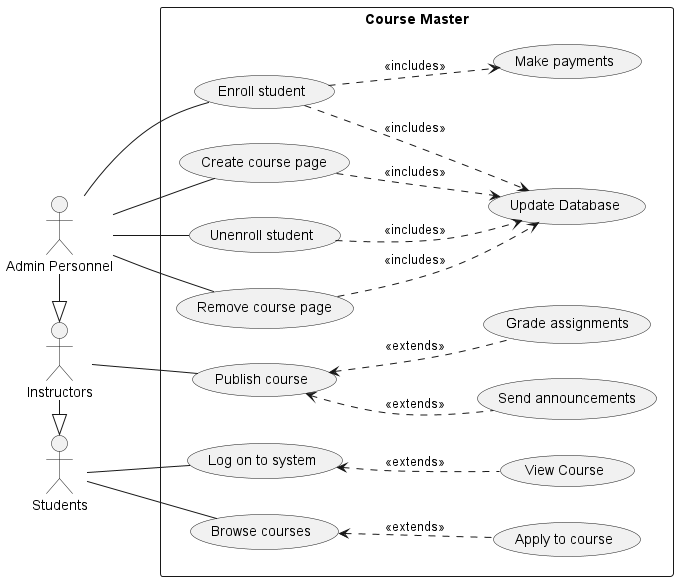 Course Master
Make payments
«includes»
Enroll student
«includes»
Create course page
«includes»
Update Database
Unenroll student
«includes»
Admin Personnel
«includes»
Remove course page
Grade assignments
«extends»
Publish course
Instructors
Send announcements
«extends»
Log on to system
«extends»
View Course
Students
Browse courses
«extends»
Apply to course